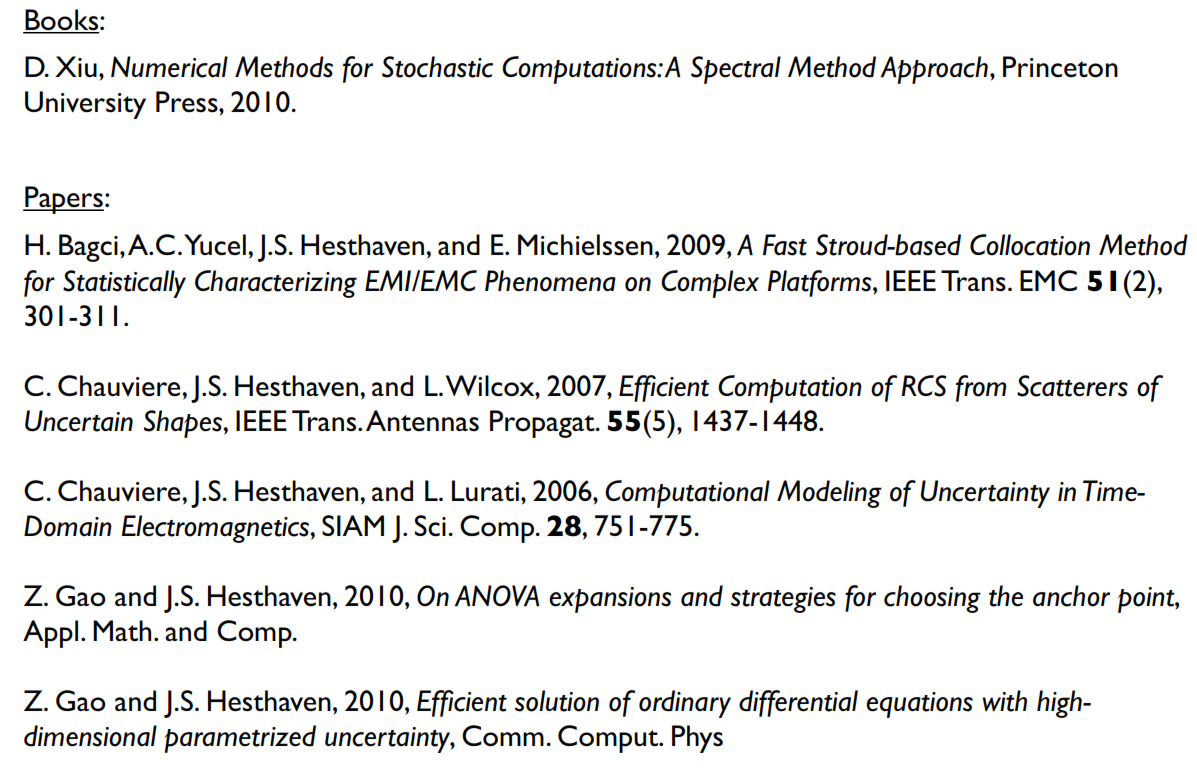 Books:
D. Xiu, Numerical Methods for Stochastic Computations: A Spectral Method Approach, Princeton
University Press, 2010.
Papers:
H. Bagci, A.C. Yucel, J.S. Hesthaven, and E. Michielssen, 2009, A Fast Stroud-based Collocation Method
for Statistically Characterizing EMI/EMC Phenomena on Complex Platforms, IEEE Trans. EMC 51(2),
301-311.
C. Chauviere, J.S. Hesthaven, and L. Wilcox, 2007, Efficient Computation of RCS from Scatterers of
Uncertain Shapes, IEEE Trans. Antennas Propagat. 55(5), 1437-1448.
C. Chauviere, J.S. Hesthaven, and L. Lurati, 2006, Computational Modeling of Uncertainty in Time-
Domain Electromagnetics, SIAM J. Sci. Comp. 28, 751-775.
Z. Gao and J.S. Hesthaven, 2010, On ANOVA expansions and strategies for choosing the anchor point,
Appl. Math. and Comp.
Z. Gao and J.S. Hesthaven, 2010, Efficient solution of ordinary differential equations with high-
dimensional parametrized uncertainty, Comm. Comput. Phys